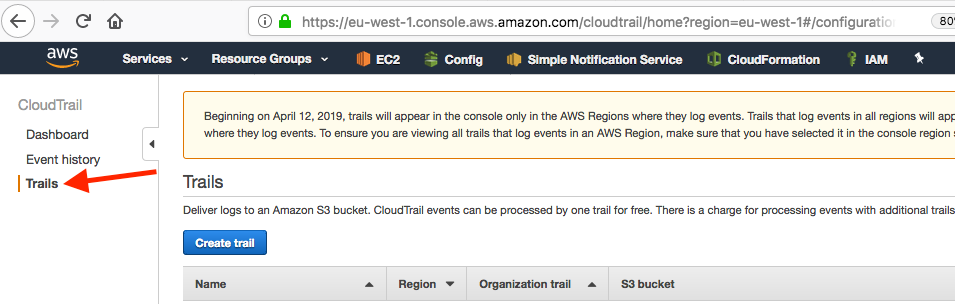 https://eu-west-1.console.aws.amazon.com/cloudtrail/home?region=eu-west-1#/configuratio
80%
aws Services Resource Groups EC2 Config Simple Notification Service CloudFormation IAM
CloudTrail
Dashboard
Event history
Trails
Beginning on April 12, 2019, trails will appear in the console only in the AWS Regions where they log events. Trails that log events in all regions will app
where they log events. To ensure you are viewing all trails that log events in an AWS Region, make sure that you have selected it in the console region s
Trails
Deliver logs to an Amazon S3 bucket. CloudTrail events can be processed by one trail for free. There is a charge for processing events with additional trails
Create trail
Name Region Organization trail S3 bucket